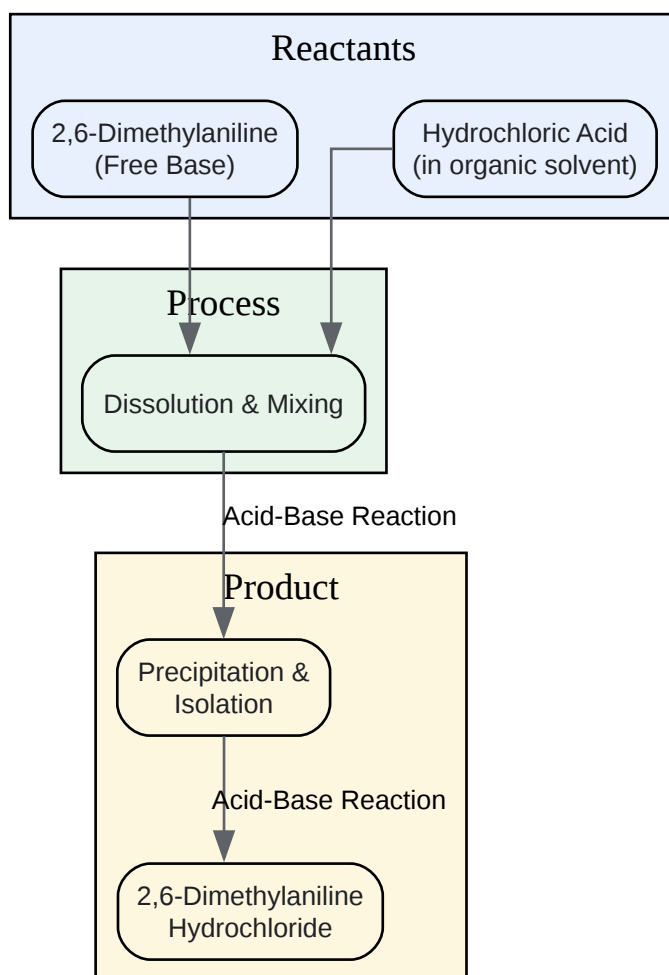 Reactants
2,6-Dimethylaniline
(Free Base)
Hydrochloric Acid
(in organic solvent)
Process
Dissolution & Mixing
Acid-Base Reaction
Product
Precipitation &
Isolation
Acid-Base Reaction
2,6-Dimethylaniline
Hydrochloride